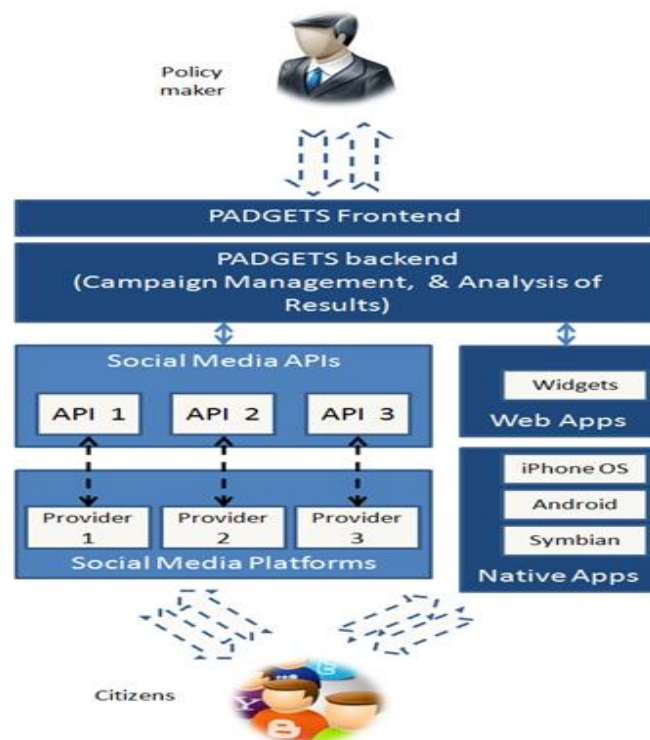 Policy
maker
PADGETS Frontend
PADGETS backend
(Campaign Management, & Analysis of
Results)
Social Media APIs
API 1
API 2
API 3
Widgets
Web Apps
Provider
1
Provider
2
Provider
3
Social Media Platforms
iPhone OS
Android
Symbian
Native Apps
Citizens